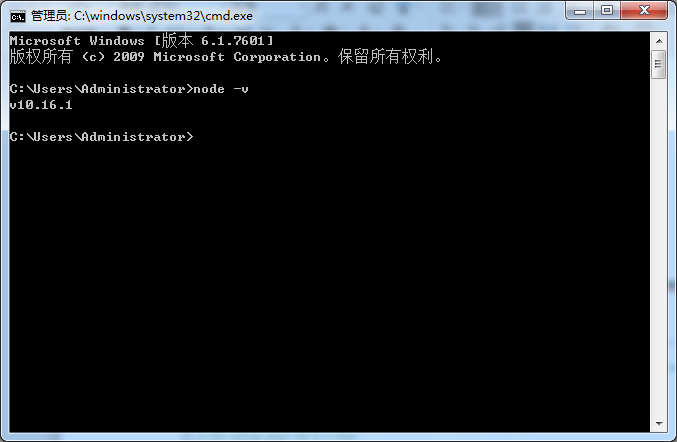 管理员: C:\windows\system32\cmd.exe
Microsoft Windows [版本 6.1.7601]
版权所有 (c) 2009 Microsoft Corporation。保留所有权利。
C:\Users\Administrator>node -v
v10.16.1
C:\Users\Administrator>